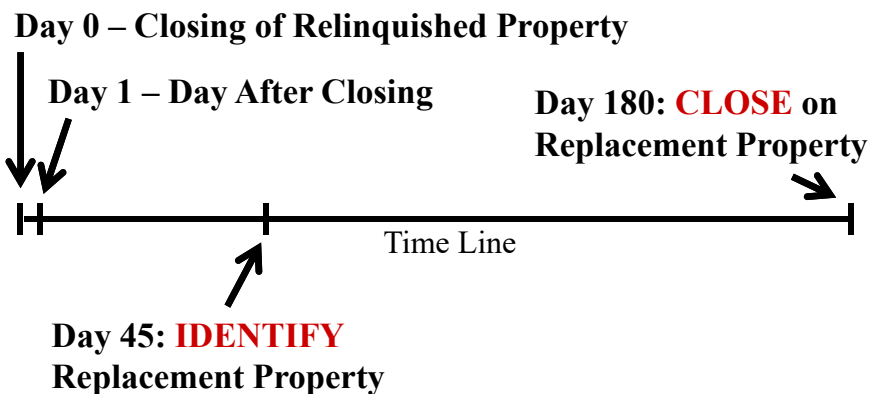 Day 0 – Closing of Relinquished Property
Day 1 – Day After Closing
Day 180: CLOSE on
Replacement Property
Time Line
Day 45: IDENTIFY
Replacement Property